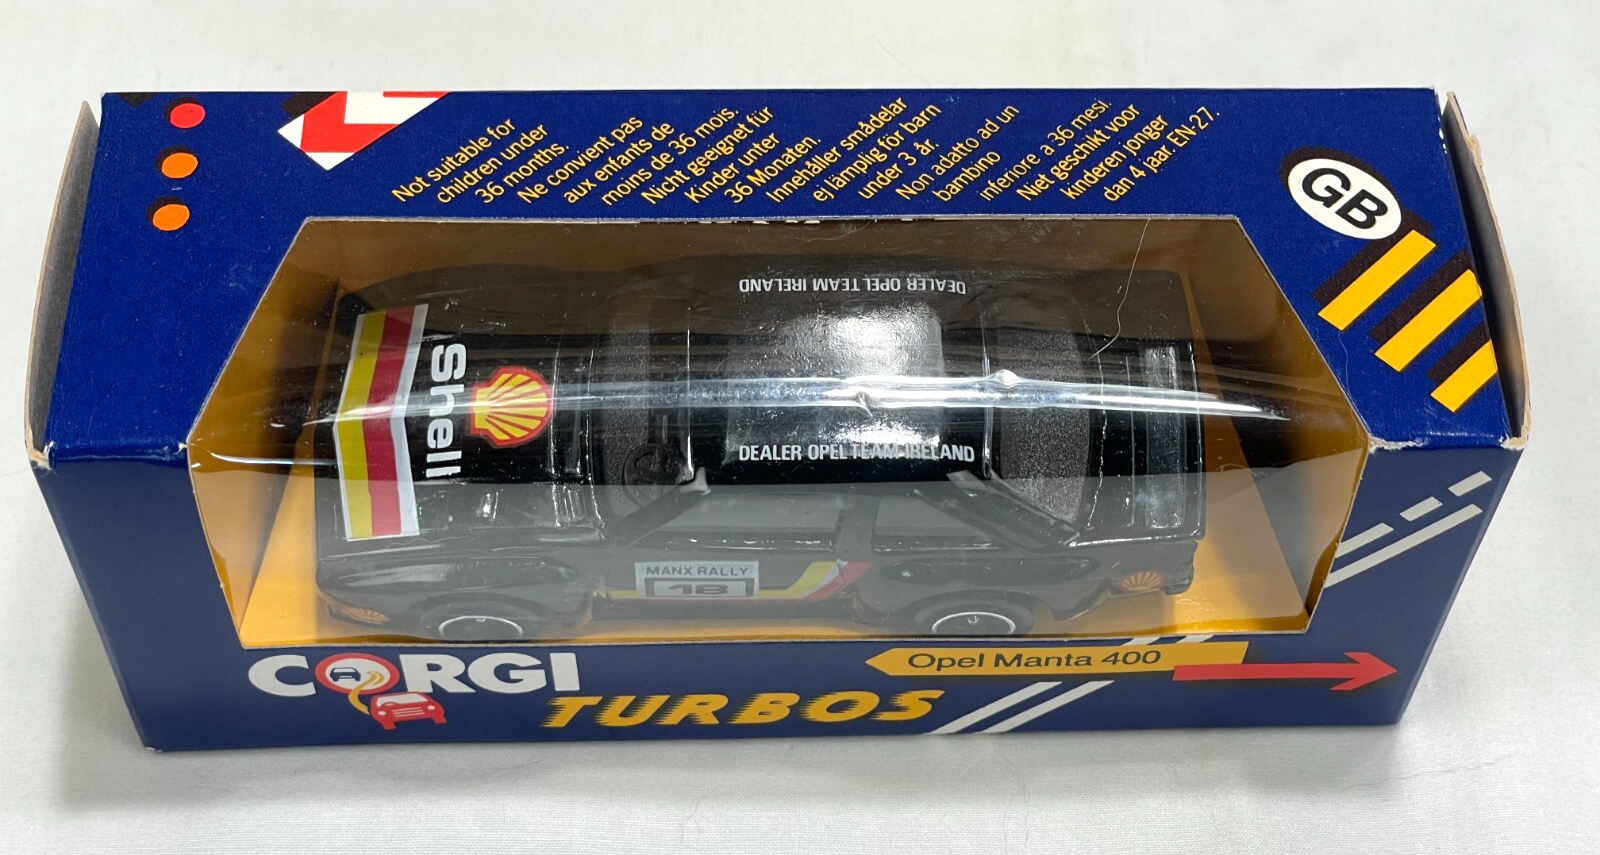 Not suitable for
children under
36 months.
Ne convient pas
aux enfants de
moins de 36 mois.
Nicht geeignet für
Kinder unter
36 Monaten.
Innehåller smådelar
ej lämplig för barn
under 3 år.
Non adatto ad un
bambino
inferiore a 36 mesi.
Niet geschikt voor
kinderen jonger
dan 4 jaar. EN-27.
GB
DEALER OPEL TEAM IRELAND
Shell
DEALER OPEL TEAM IRELAND
MANX RALLY
18
CORGI
TURBOS
Opel Manta 400